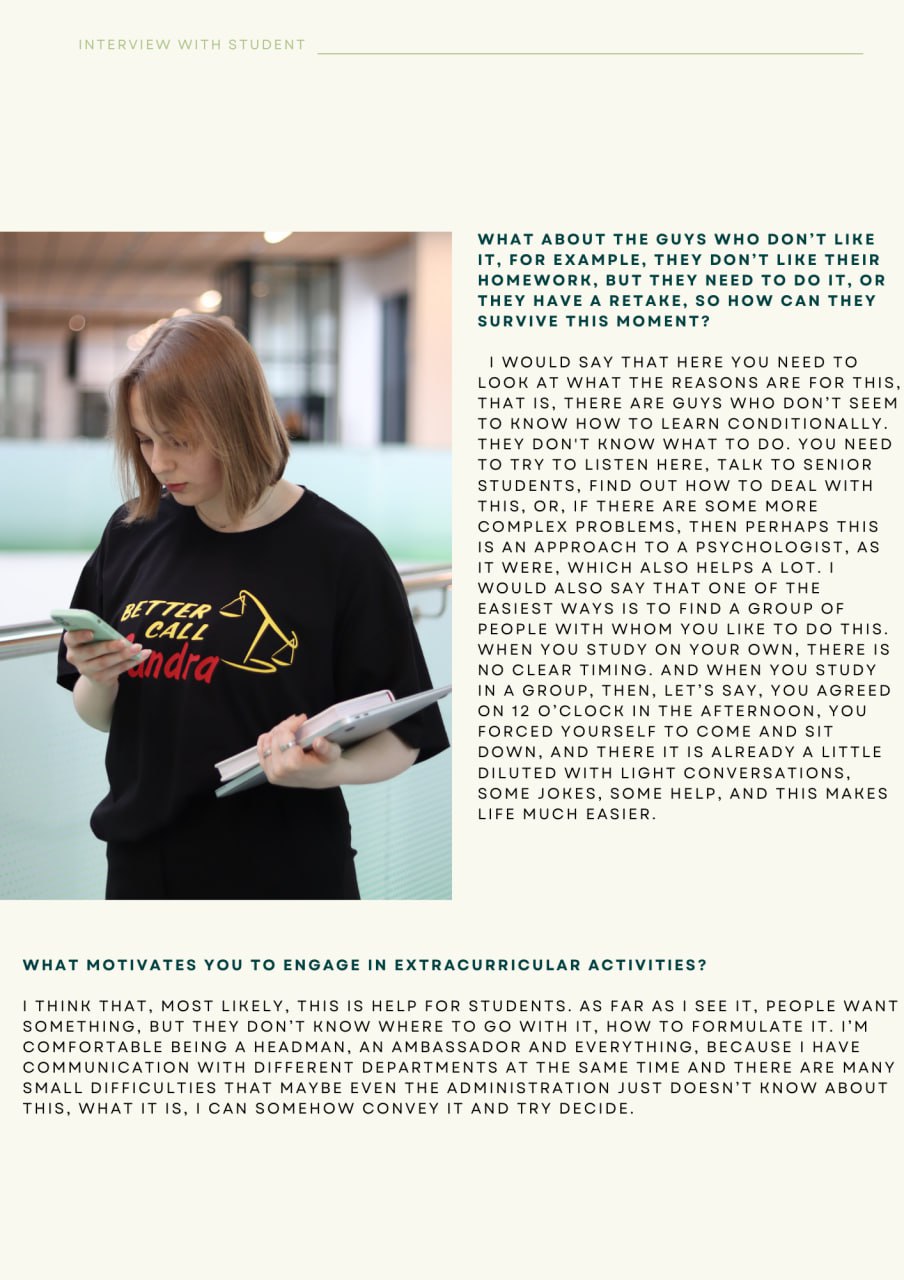 INTERVIEW WITH STUDENT
WHAT ABOUT THE GUYS WHO DON’T LIKE
IT, FOR EXAMPLE, THEY DON’T LIKE THEIR
HOMEWORK, BUT THEY NEED TO DO IT, OR
THEY HAVE A RETAKE, SO HOW CAN THEY
SURVIVE THIS MOMENT?
I WOULD SAY THAT HERE YOU NEED TO
LOOK AT WHAT THE REASONS ARE FOR THIS,
THAT IS, THERE ARE GUYS WHO DON’T SEEM
TO KNOW HOW TO LEARN CONDITIONALLY.
THEY DON'T KNOW WHAT TO DO. YOU NEED
TO TRY TO LISTEN HERE, TALK TO SENIOR
STUDENTS, FIND OUT HOW TO DEAL WITH
THIS, OR, IF THERE ARE SOME MORE
COMPLEX PROBLEMS, THEN PERHAPS THIS
IS AN APPROACH TO A PSYCHOLOGIST, AS
IT WERE, WHICH ALSO HELPS A LOT. I
WOULD ALSO SAY THAT ONE OF THE
EASIEST WAYS IS TO FIND A GROUP OF
PEOPLE WITH WHOM YOU LIKE TO DO THIS.
WHEN YOU STUDY ON YOUR OWN, THERE IS
NO CLEAR TIMING. AND WHEN YOU STUDY
IN A GROUP, THEN, LET’S SAY, YOU AGREED
ON 12 O’CLOCK IN THE AFTERNOON, YOU
FORCED YOURSELF TO COME AND SIT
DOWN, AND THERE IT IS ALREADY A LITTLE
DILUTED WITH LIGHT CONVERSATIONS,
SOME JOKES, SOME HELP, AND THIS MAKES
LIFE MUCH EASIER.
BETTER
CALL
andra
WHAT MOTIVATES YOU TO ENGAGE IN EXTRACURRICULAR ACTIVITIES?
I THINK THAT, MOST LIKELY, THIS IS HELP FOR STUDENTS. AS FAR AS I SEE IT, PEOPLE WANT
SOMETHING, BUT THEY DON’T KNOW WHERE TO GO WITH IT, HOW TO FORMULATE IT. I’M
COMFORTABLE BEING A HEADMAN, AN AMBASSADOR AND EVERYTHING, BECAUSE I HAVE
COMMUNICATION WITH DIFFERENT DEPARTMENTS AT THE SAME TIME AND THERE ARE MANY
SMALL DIFFICULTIES THAT MAYBE EVEN THE ADMINISTRATION JUST DOESN’T KNOW ABOUT
THIS, WHAT IT IS, I CAN SOMEHOW CONVEY IT AND TRY DECIDE.